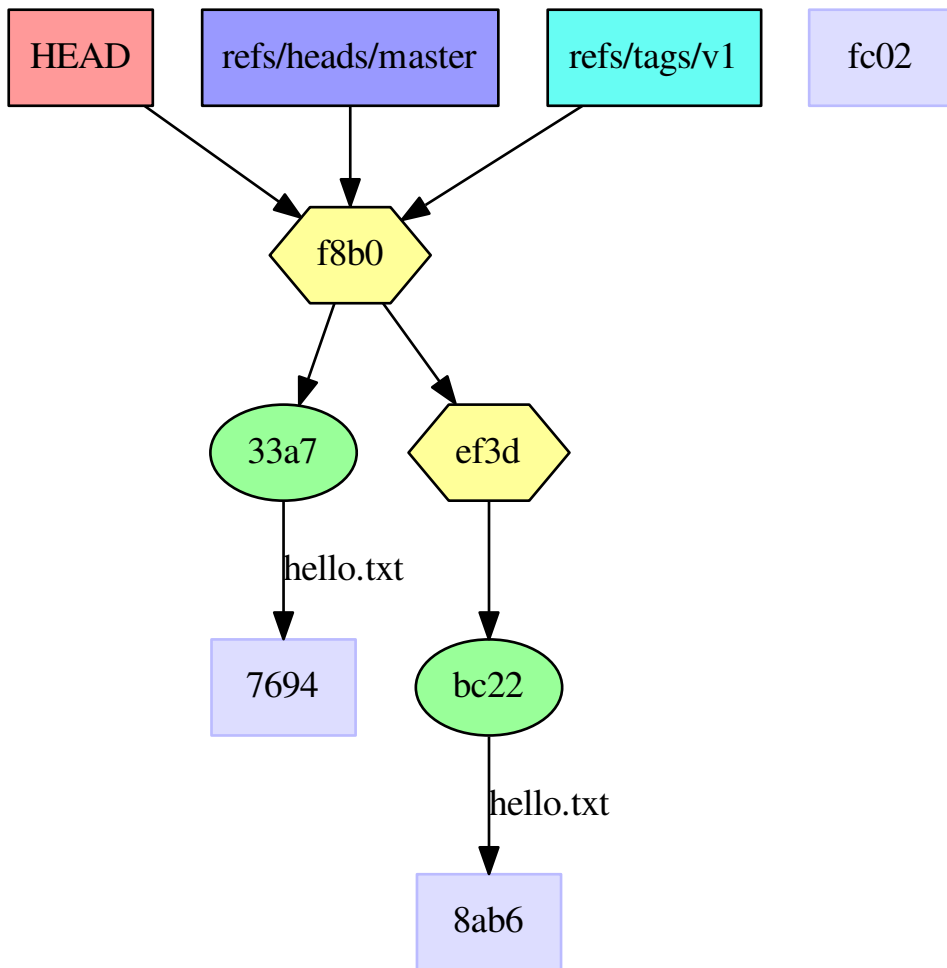 HEAD
refs/heads/master
refs/tags/v1
fc02
f8b0
33a7
ef3d
hello.txt
7694
bc22
hello.txt
8ab6